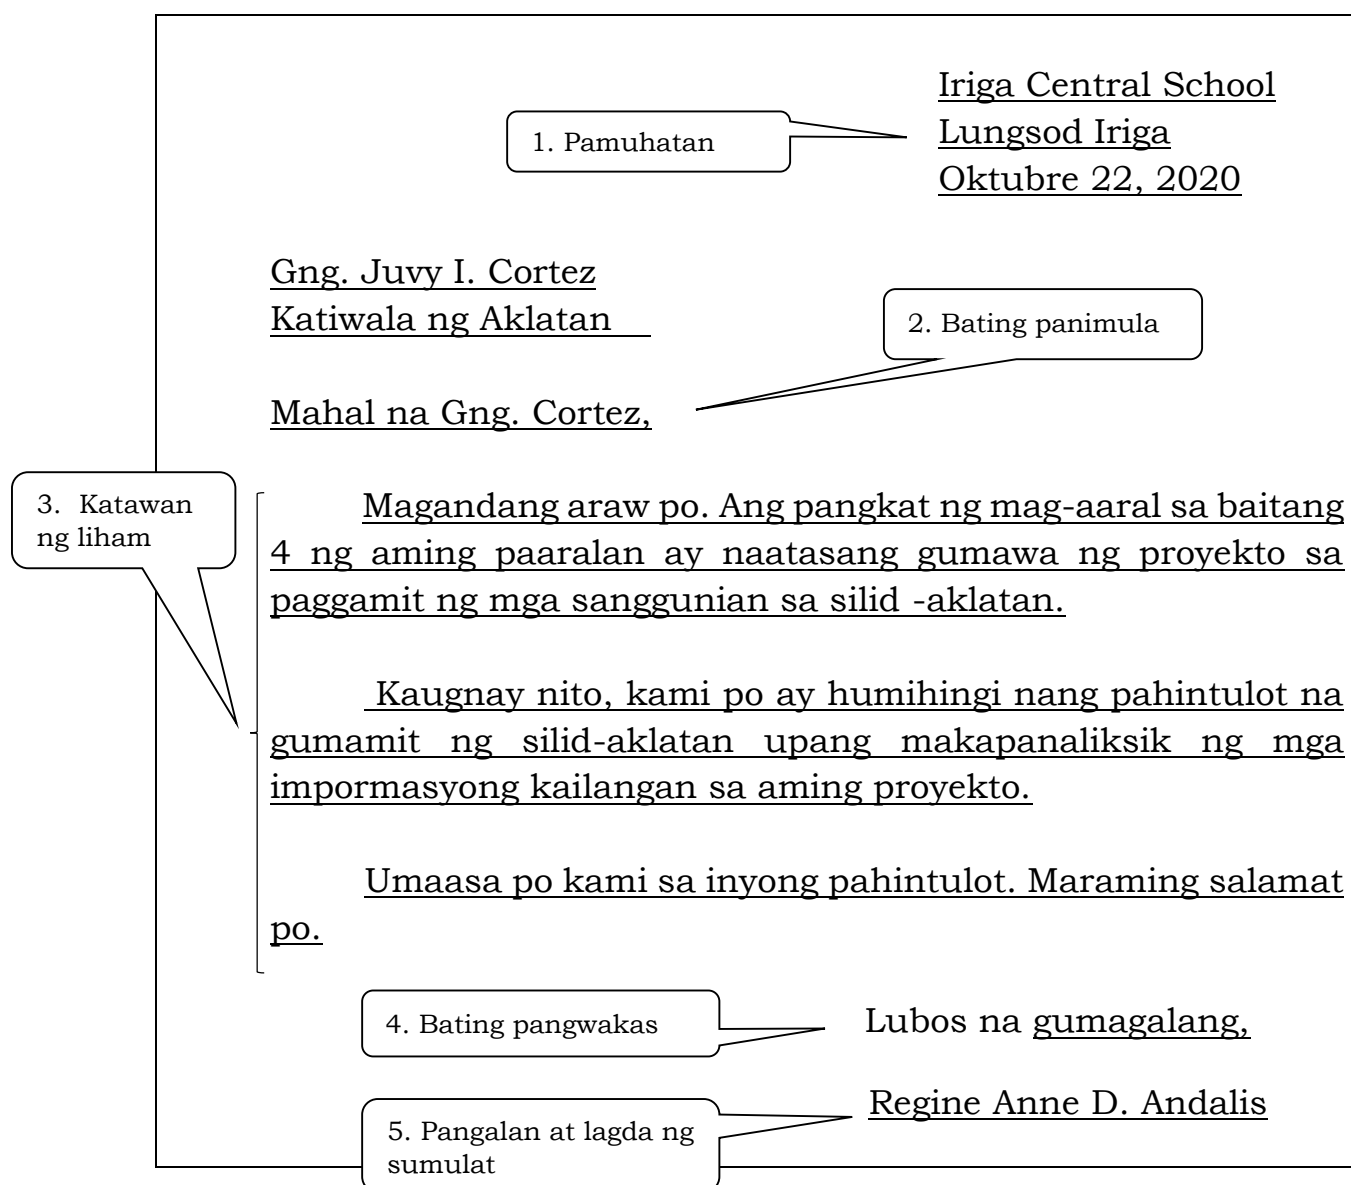 Iriga Central School
1. Pamuhatan
Lungsod Iriga
Oktubre 22, 2020
Gng. Juvy I. Cortez
Katiwala ng Aklatan
2. Bating panimula
Mahal na Gng. Cortez,
3. Katawan
ng liham
Magandang araw po. Ang pangkat ng mag-aaral sa baitang
4 ng aming paaralan ay naatasang gumawa ng proyekto sa
paggamit ng mga sanggunian sa silid -aklatan.
Kaugnay nito, kami po ay humihingi nang pahintulot na
gumamit ng silid-aklatan upang makapanaliksik ng mga
impormasyong kailangan sa aming proyekto.
Umaasa po kami sa inyong pahintulot. Maraming salamat
po.
4. Bating pangwakas
Lubos na gumagalang,
Regine Anne D. Andalis
5. Pangalan at lagda ng
sumulat